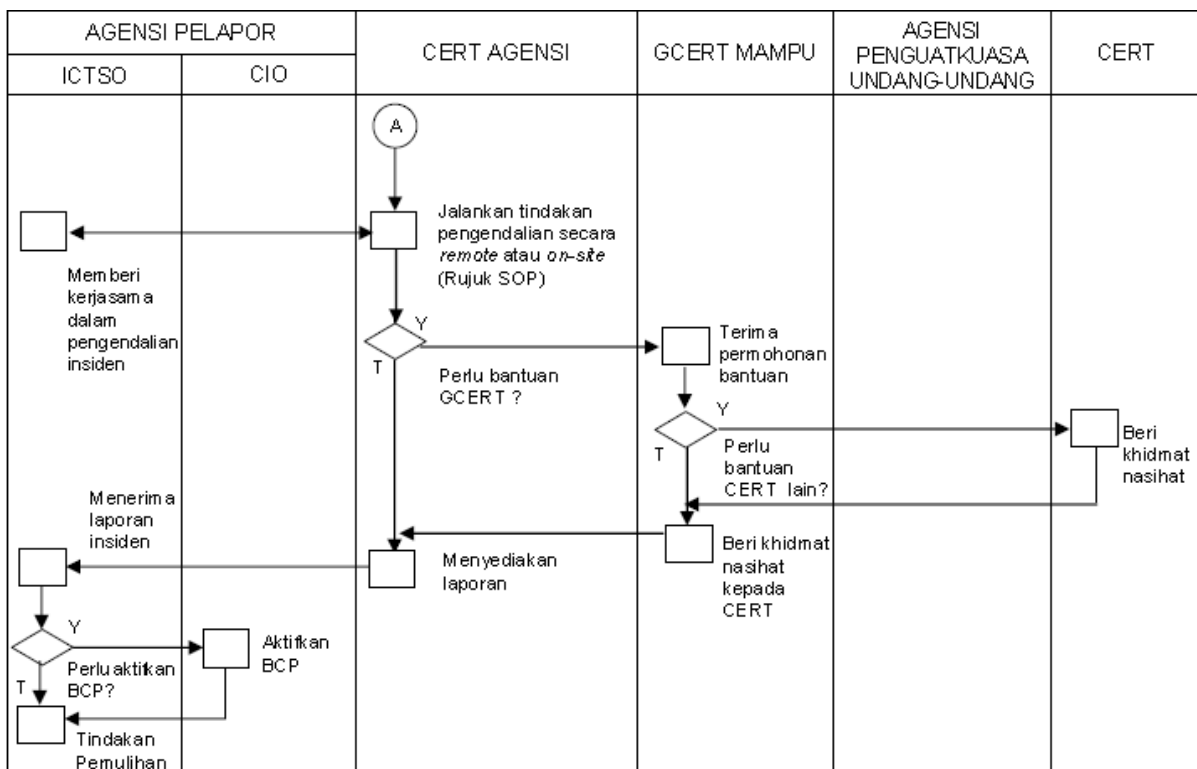 AGENSI PELAPOR
ICTSO
CIO
CERT AGENSI
GCERT MAMPU
AGENSI
PENGUATKUASA
UNDANG-UNDANG
CERT
A
Jalankan tindakan
pengendalian secara
remote atau on-site
(Rujuk SOP)
Memberi
kerjasama
dalam
pengendalian
insiden
Y
T
Perlu bantuan
GCERT ?
Terima
permohonan
bantuan
Y
T
Perlu
bantuan
CERT lain?
Beri
khidmat
nasihat
Menerima
laporan
insiden
Menyediakan
laporan
Beri khidmat
nasihat
kepada
CERT
Y
T
Perlu aktifkan
BCP?
Aktifkan
BCP
Tindakan
Pemulihan